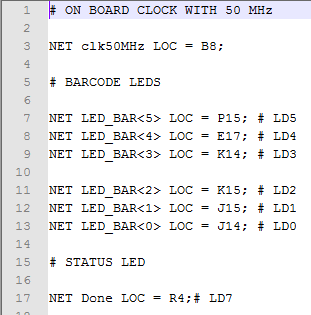 1 # ON BOARD CLOCK WITH 50 MHz
2
3 NET clk50MHz LOC = B8;
4
5 # BARCODE LEDS
6
7 NET LED_BAR<5> LOC = P15; # LD5
8 NET LED_BAR<4> LOC = E17; # LD4
9 NET LED_BAR<3> LOC = K14; # LD3
10
11 NET LED_BAR<2> LOC = K15; # LD2
12 NET LED_BAR<1> LOC = J15; # LD1
13 NET LED_BAR<0> LOC = J14; # LD0
14
15 # STATUS LED
16
17 NET Done LOC = R4;# LD7